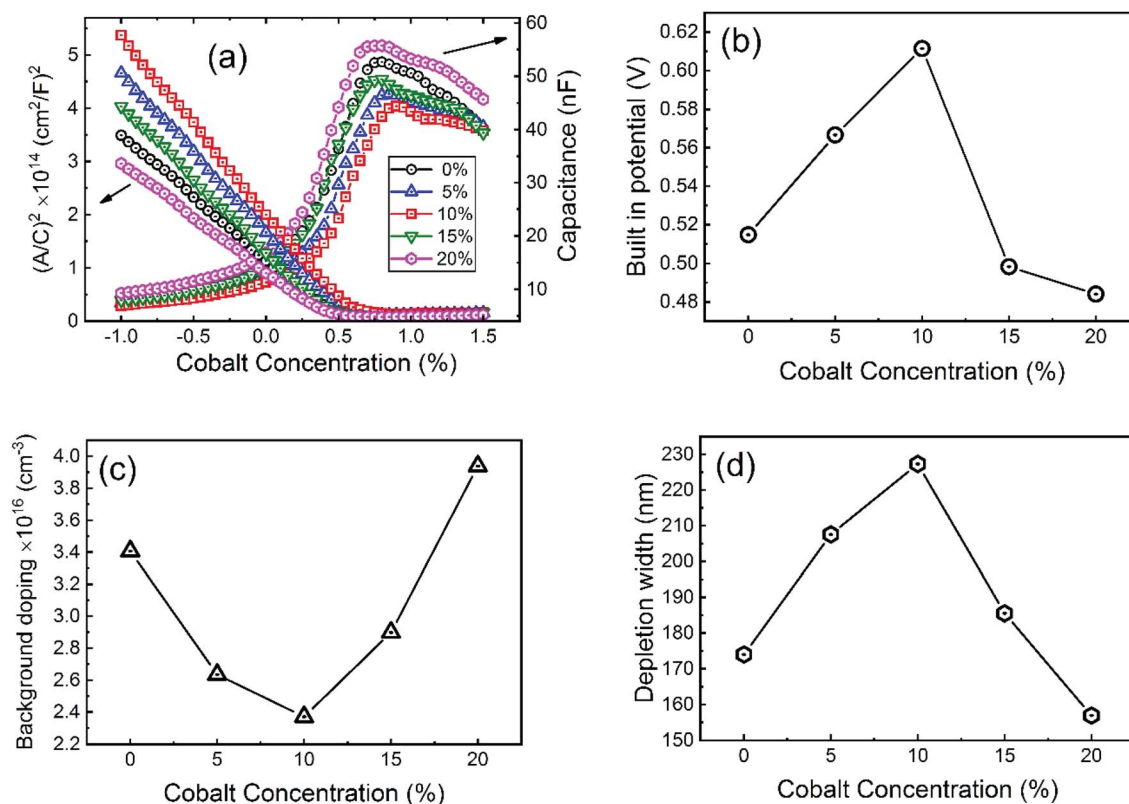 (a)
(A/C)² ×10¹⁴ (cm²/F)²
5
4
3
2
1
0
60
50
40
30
20
10
Capacitance (nF)
0%
5%
10%
15%
20%
-1.0 -0.5 0.0 0.5 1.0 1.5
Cobalt Concentration (%)
(b)
Built in potential (V)
0.62
0.60
0.58
0.56
0.54
0.52
0.50
0.48
0 5 10 15 20
Cobalt Concentration (%)
(c)
Background doping ×10¹⁶ (cm⁻³)
4.0
3.8
3.6
3.4
3.2
3.0
2.8
2.6
2.4
2.2
0 5 10 15 20
Cobalt Concentration (%)
(d)
Depletion width (nm)
230
220
210
200
190
180
170
160
150
0 5 10 15 20
Cobalt Concentration (%)